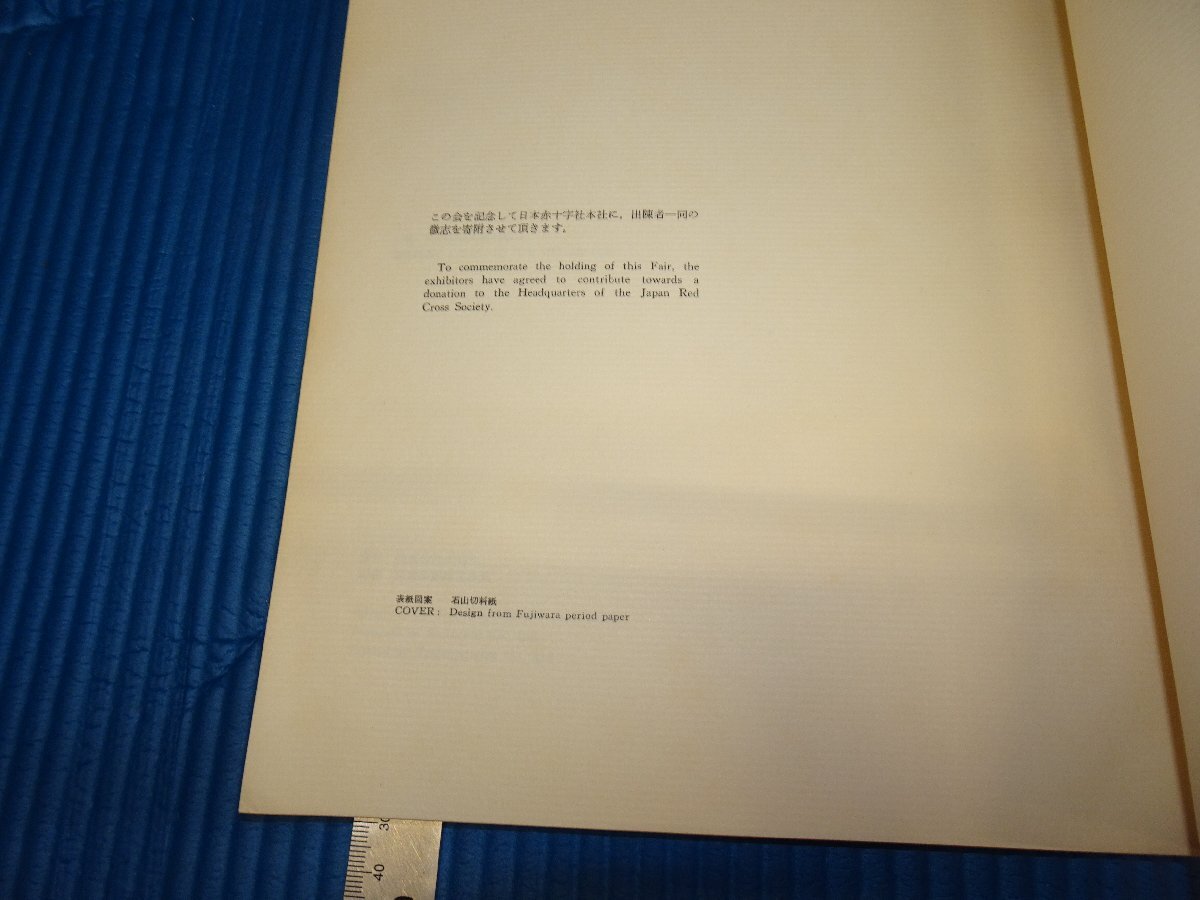 この会を記念して日本赤十字社本社に，出陳者一同の
微志を寄附させて頂きます。
To commemorate the holding of this Fair, the
exhibitors have agreed to contribute towards a
donation to the Headquarters of the Japan Red
Cross Society.
表紙図案　石山切料紙
COVER: Design from Fujiwara period paper
30
40